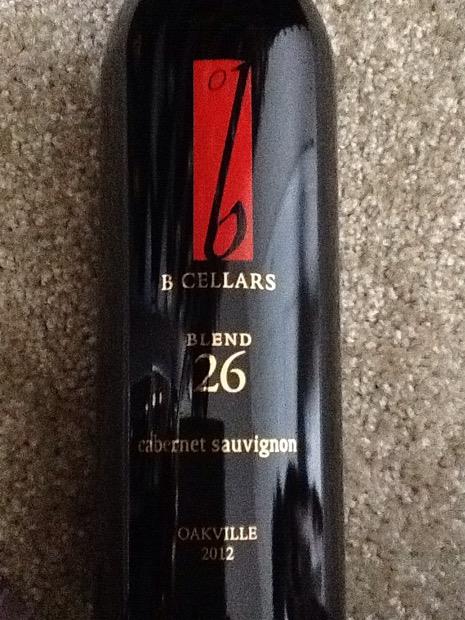 b
B CELLARS
BLEND
26
cabernet sauvignon
OAKVILLE
2012